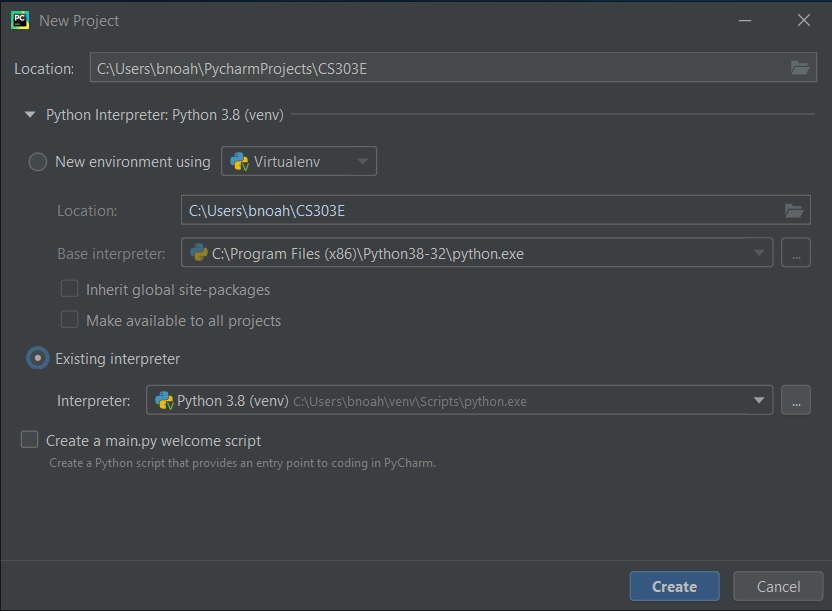 PC
New Project
Location: C:\Users\bnoah\PycharmProjects\CS303E
Python Interpreter: Python 3.8 (venv)
New environment using Virtualenv
Location: C:\Users\bnoah\CS303E
Base interpreter: C:\Program Files (x86)\Python38-32\python.exe ...
Inherit global site-packages
Make available to all projects
Existing interpreter
Interpreter: Python 3.8 (venv) C:\Users\bnoah\venv\Scripts\python.exe ...
Create a main.py welcome script
Create a Python script that provides an entry point to coding in PyCharm.
Create Cancel